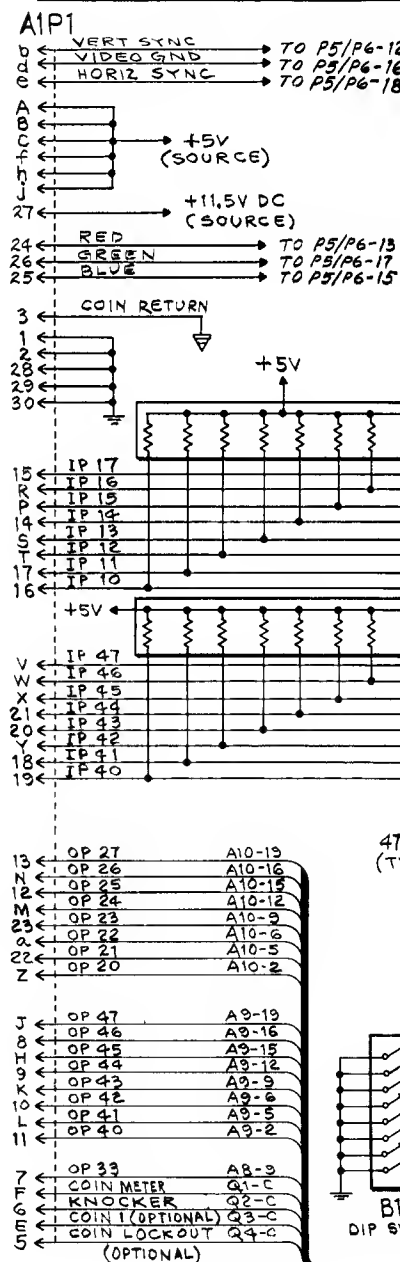 A1P1
b VERT SYNC TO P5/P6-12
d VIDEO GND TO P5/P6-16
e HORIZ SYNC TO P5/P6-18
A
B
C +5V
f (SOURCE)
h
j
27 +11.5V DC
(SOURCE)
24 RED TO P5/P6-13
26 GREEN TO P5/P6-17
25 BLUE TO P5/P6-15
3 COIN RETURN
1
2
28
29
30
+5V
15 IP 17
R IP 16
P IP 15
14 IP 14
S IP 13
T IP 12
17 IP 11
16 IP 10
+5V
V IP 47
W IP 46
X IP 45
21 IP 44
20 IP 43
Y IP 42
18 IP 41
19 IP 40
13 OP 27 A10-19
N OP 26 A10-16
12 OP 25 A10-15
M OP 24 A10-12
23 OP 23 A10-9
a OP 22 A10-6
22 OP 21 A10-5
Z OP 20 A10-2
J OP 47 A9-19
8 OP 46 A9-16
H OP 45 A9-15
9 OP 44 A9-12
K OP 43 A9-9
10 OP 42 A9-6
L OP 41 A9-5
11 OP 40 A9-2
7 OP 33 A8-9
F COIN METER Q1-C
6 KNOCKER Q2-C
E COIN 1 (OPTIONAL) Q3-C
5 COIN LOCKOUT Q4-C
(OPTIONAL)
47
(T
B1
DIP S